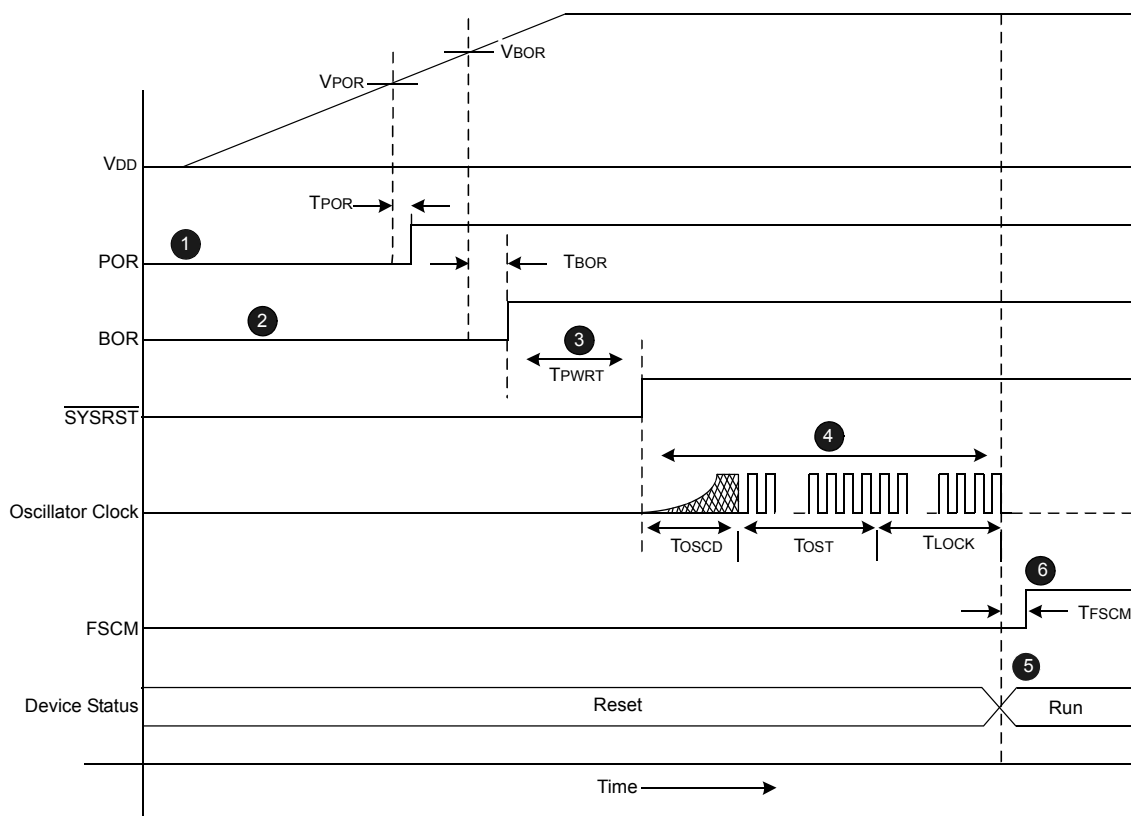 VBOR
VPOR
VDD
TPOR
1
POR
TBOR
2
BOR
3
TPWRT
SYSRST
4
Oscillator Clock
TOSCD
TOST
TLOCK
6
TFSCM
FSCM
5
Device Status
Reset
Run
Time